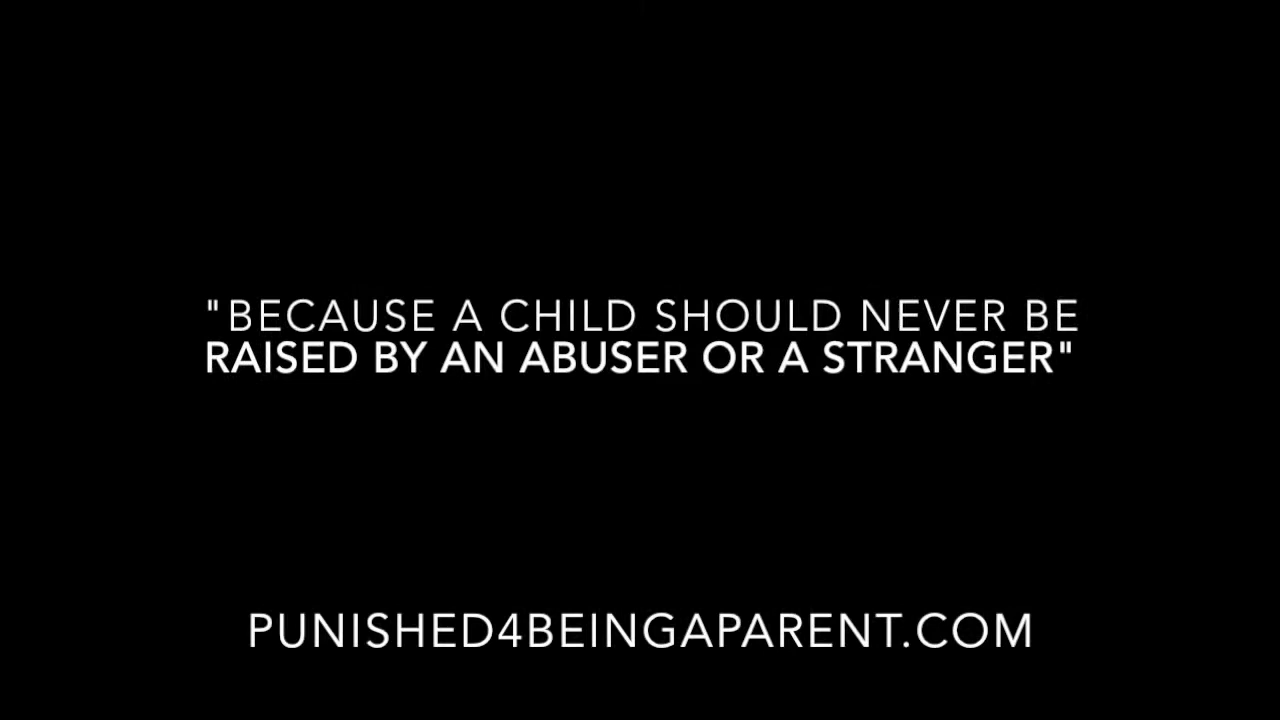 "BECAUSE A CHILD SHOULD NEVER BE
RAISED BY AN ABUSER OR A STRANGER"
PUNISHED4BEINGAPARENT.COM